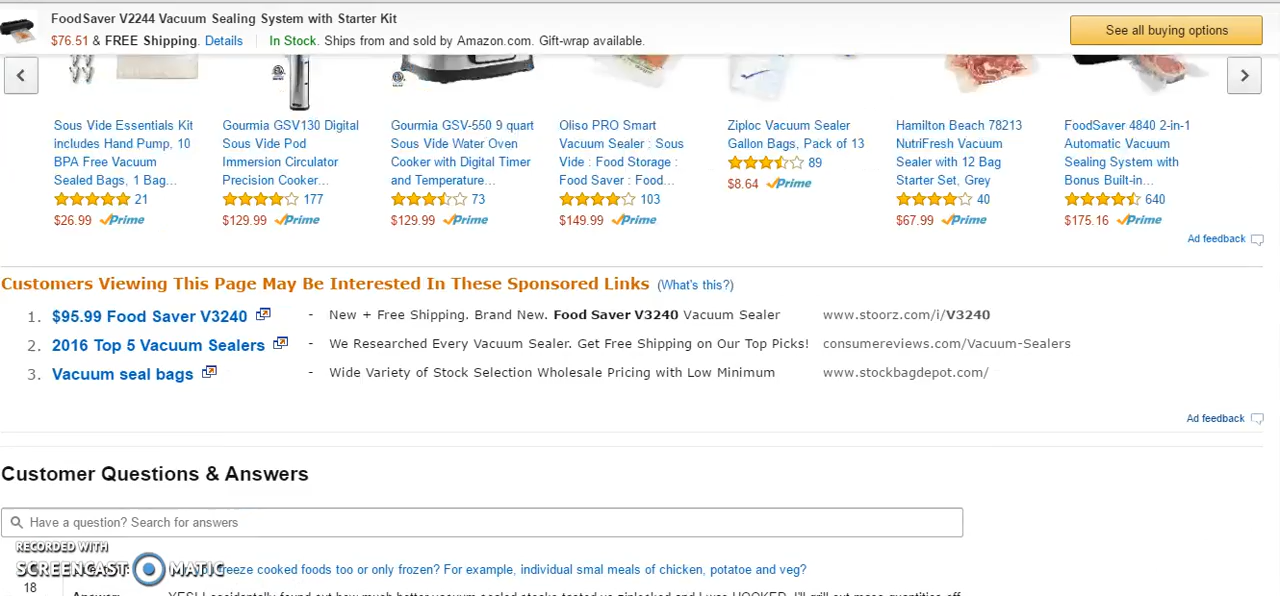 FoodSaver V2244 Vacuum Sealing System with Starter Kit
$76.51 & FREE Shipping. Details In Stock. Ships from and sold by Amazon.com. Gift-wrap available.
See all buying options
Sous Vide Essentials Kit
includes Hand Pump, 10
BPA Free Vacuum
Sealed Bags, 1 Bag...
21
$26.99 Prime
Gourmia GSV130 Digital
Sous Vide Pod
Immersion Circulator
Precision Cooker...
177
$129.99 Prime
Gourmia GSV-550 9 quart
Sous Vide Water Oven
Cooker with Digital Timer
and Temperature...
73
$129.99 Prime
Oliso PRO Smart
Vacuum Sealer : Sous
Vide : Food Storage :
Food Saver : Food...
103
$149.99 Prime
Ziploc Vacuum Sealer
Gallon Bags, Pack of 13
89
$8.64 Prime
Hamilton Beach 78213
NutriFresh Vacuum
Sealer with 12 Bag
Starter Set, Grey
40
$67.99 Prime
FoodSaver 4840 2-in-1
Automatic Vacuum
Sealing System with
Bonus Built-in...
640
$175.16 Prime
Ad feedback
Customers Viewing This Page May Be Interested In These Sponsored Links (What's this?)
1. $95.99 Food Saver V3240 - New + Free Shipping. Brand New. Food Saver V3240 Vacuum Sealer www.stoorz.com/i/V3240
2. 2016 Top 5 Vacuum Sealers - We Researched Every Vacuum Sealer. Get Free Shipping on Our Top Picks! consumereviews.com/Vacuum-Sealers
3. Vacuum seal bags - Wide Variety of Stock Selection Wholesale Pricing with Low Minimum www.stockbagdepot.com/
Ad feedback
Customer Questions & Answers
Have a question? Search for answers
RECORDED WITH
SCREENCAST MATIC
freeze cooked foods too or only frozen? For example, individual smal meals of chicken, potatoe and veg?
18